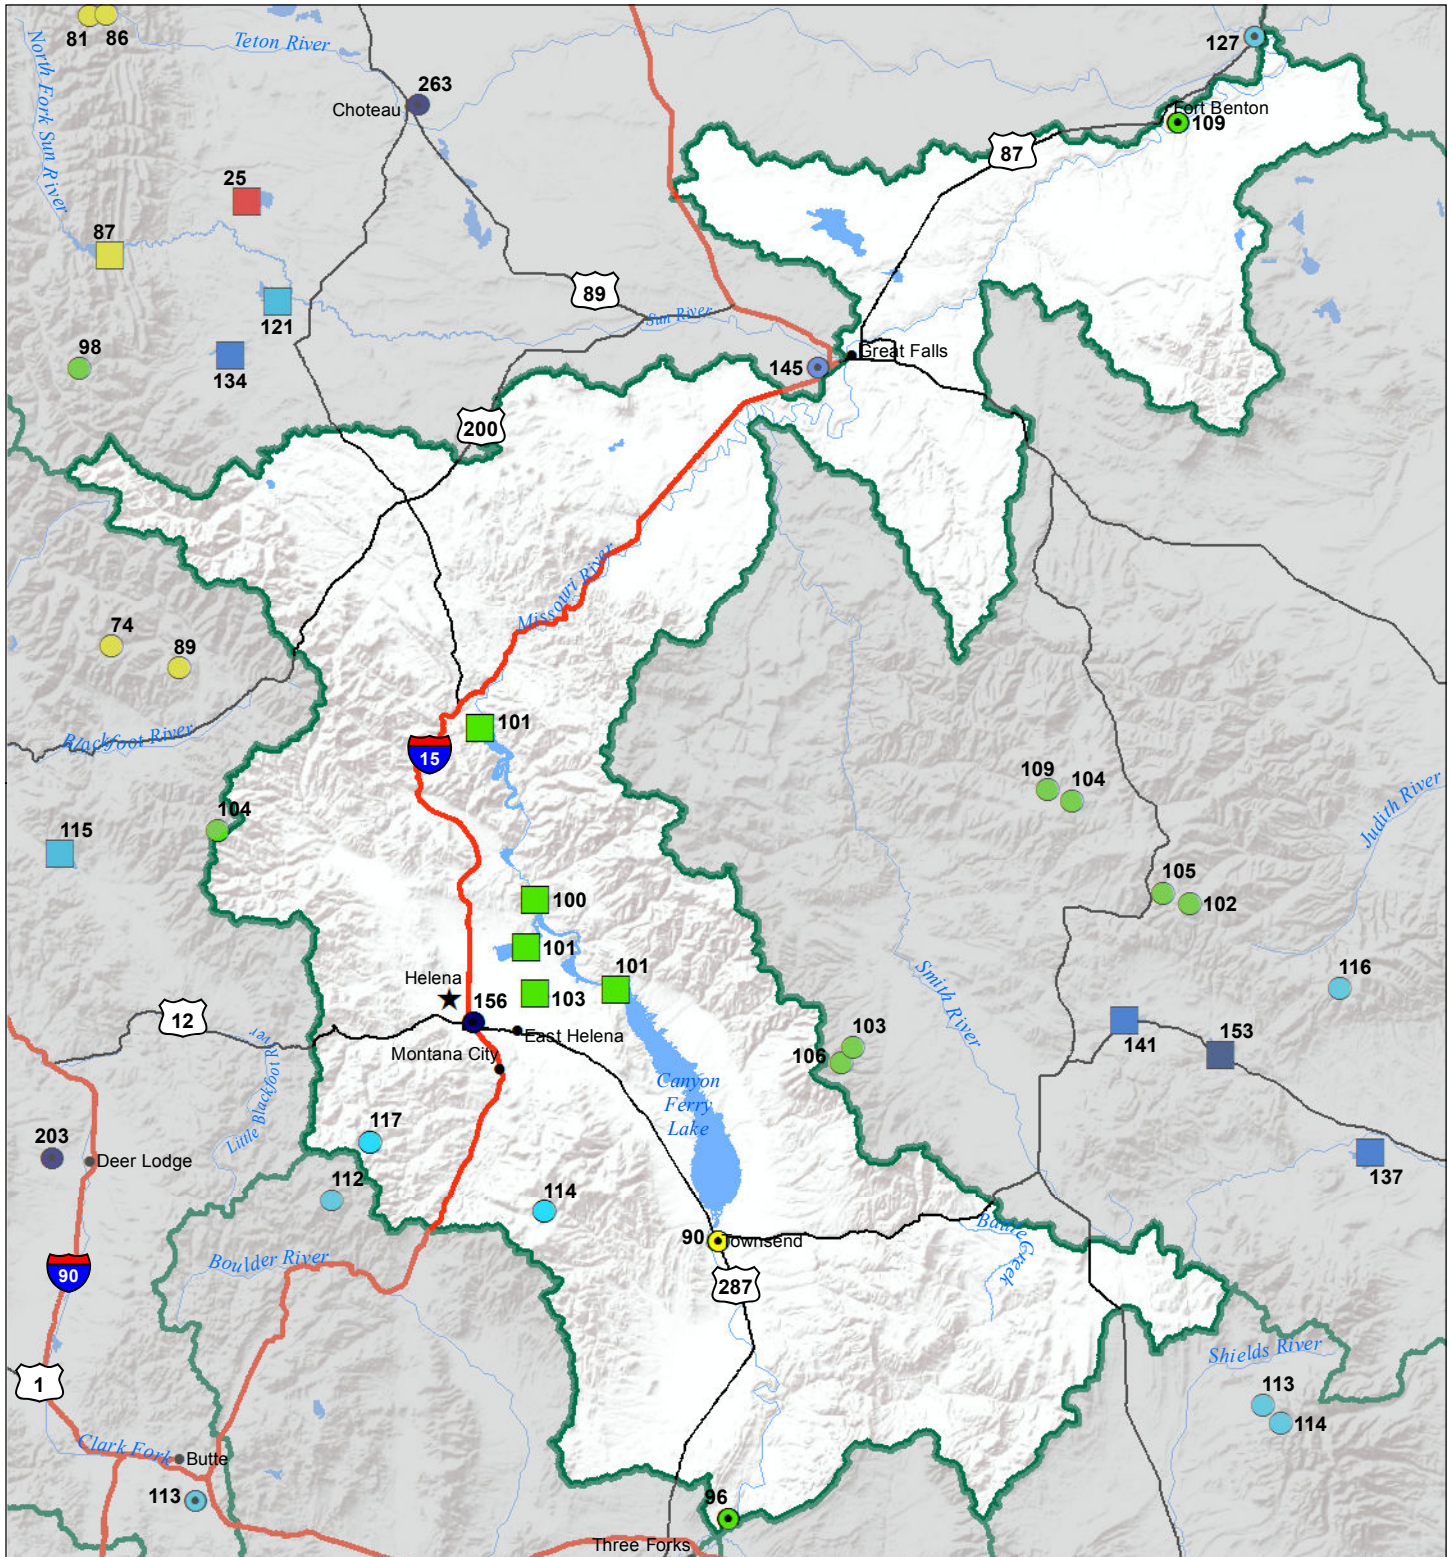 81
86
Teton River
127
North Fork Sun River
263
Choteau
Fort Benton
109
87
25
87
89
121
Sun River
98
134
145
Great Falls
200
Missouri River
74
89
Blackfoot River
101
15
109
104
Judith River
104
115
105
102
100
101
101
116
Helena
103
Smith River
156
12
East Helena
103
141
153
Montana City
106
Little Blackfoot River
Canyon
Ferry
Lake
117
203
Deer Lodge
137
112
114
90
Townsend
Battle Creek
Boulder River
90
287
Shields River
1
113
114
Clark Fork
Butte
113
96
Three Forks